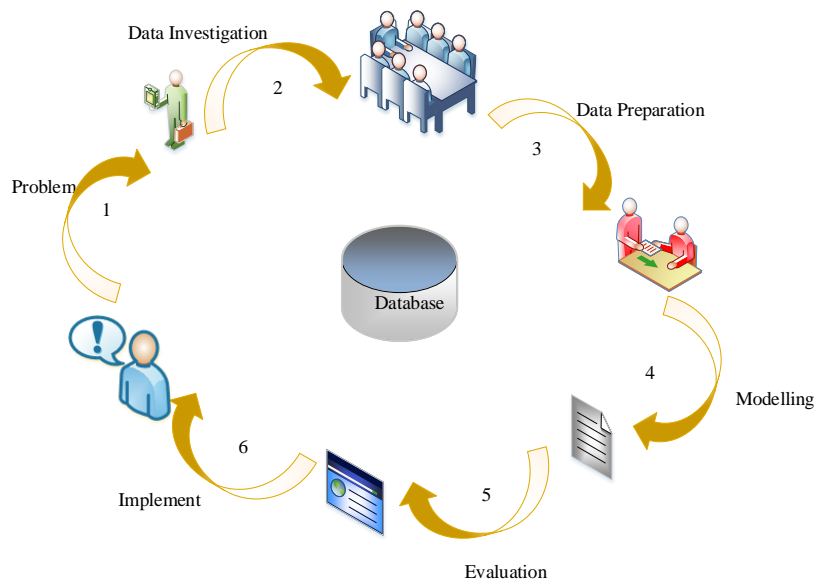 Data Investigation
2
Data Preparation
3
Problem
1
Database
4
Modelling
6
Implement
5
Evaluation
!